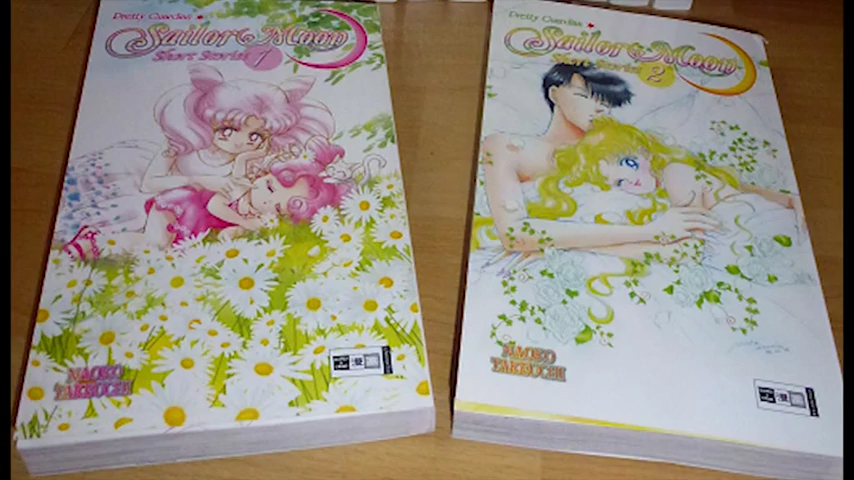 Pretty Guardian
Sailor Moon
Short Stories 1
NAOKO
TAKEUCHI
Pretty Guardian
Sailor Moon
Short Stories 2
NAOKO
TAKEUCHI